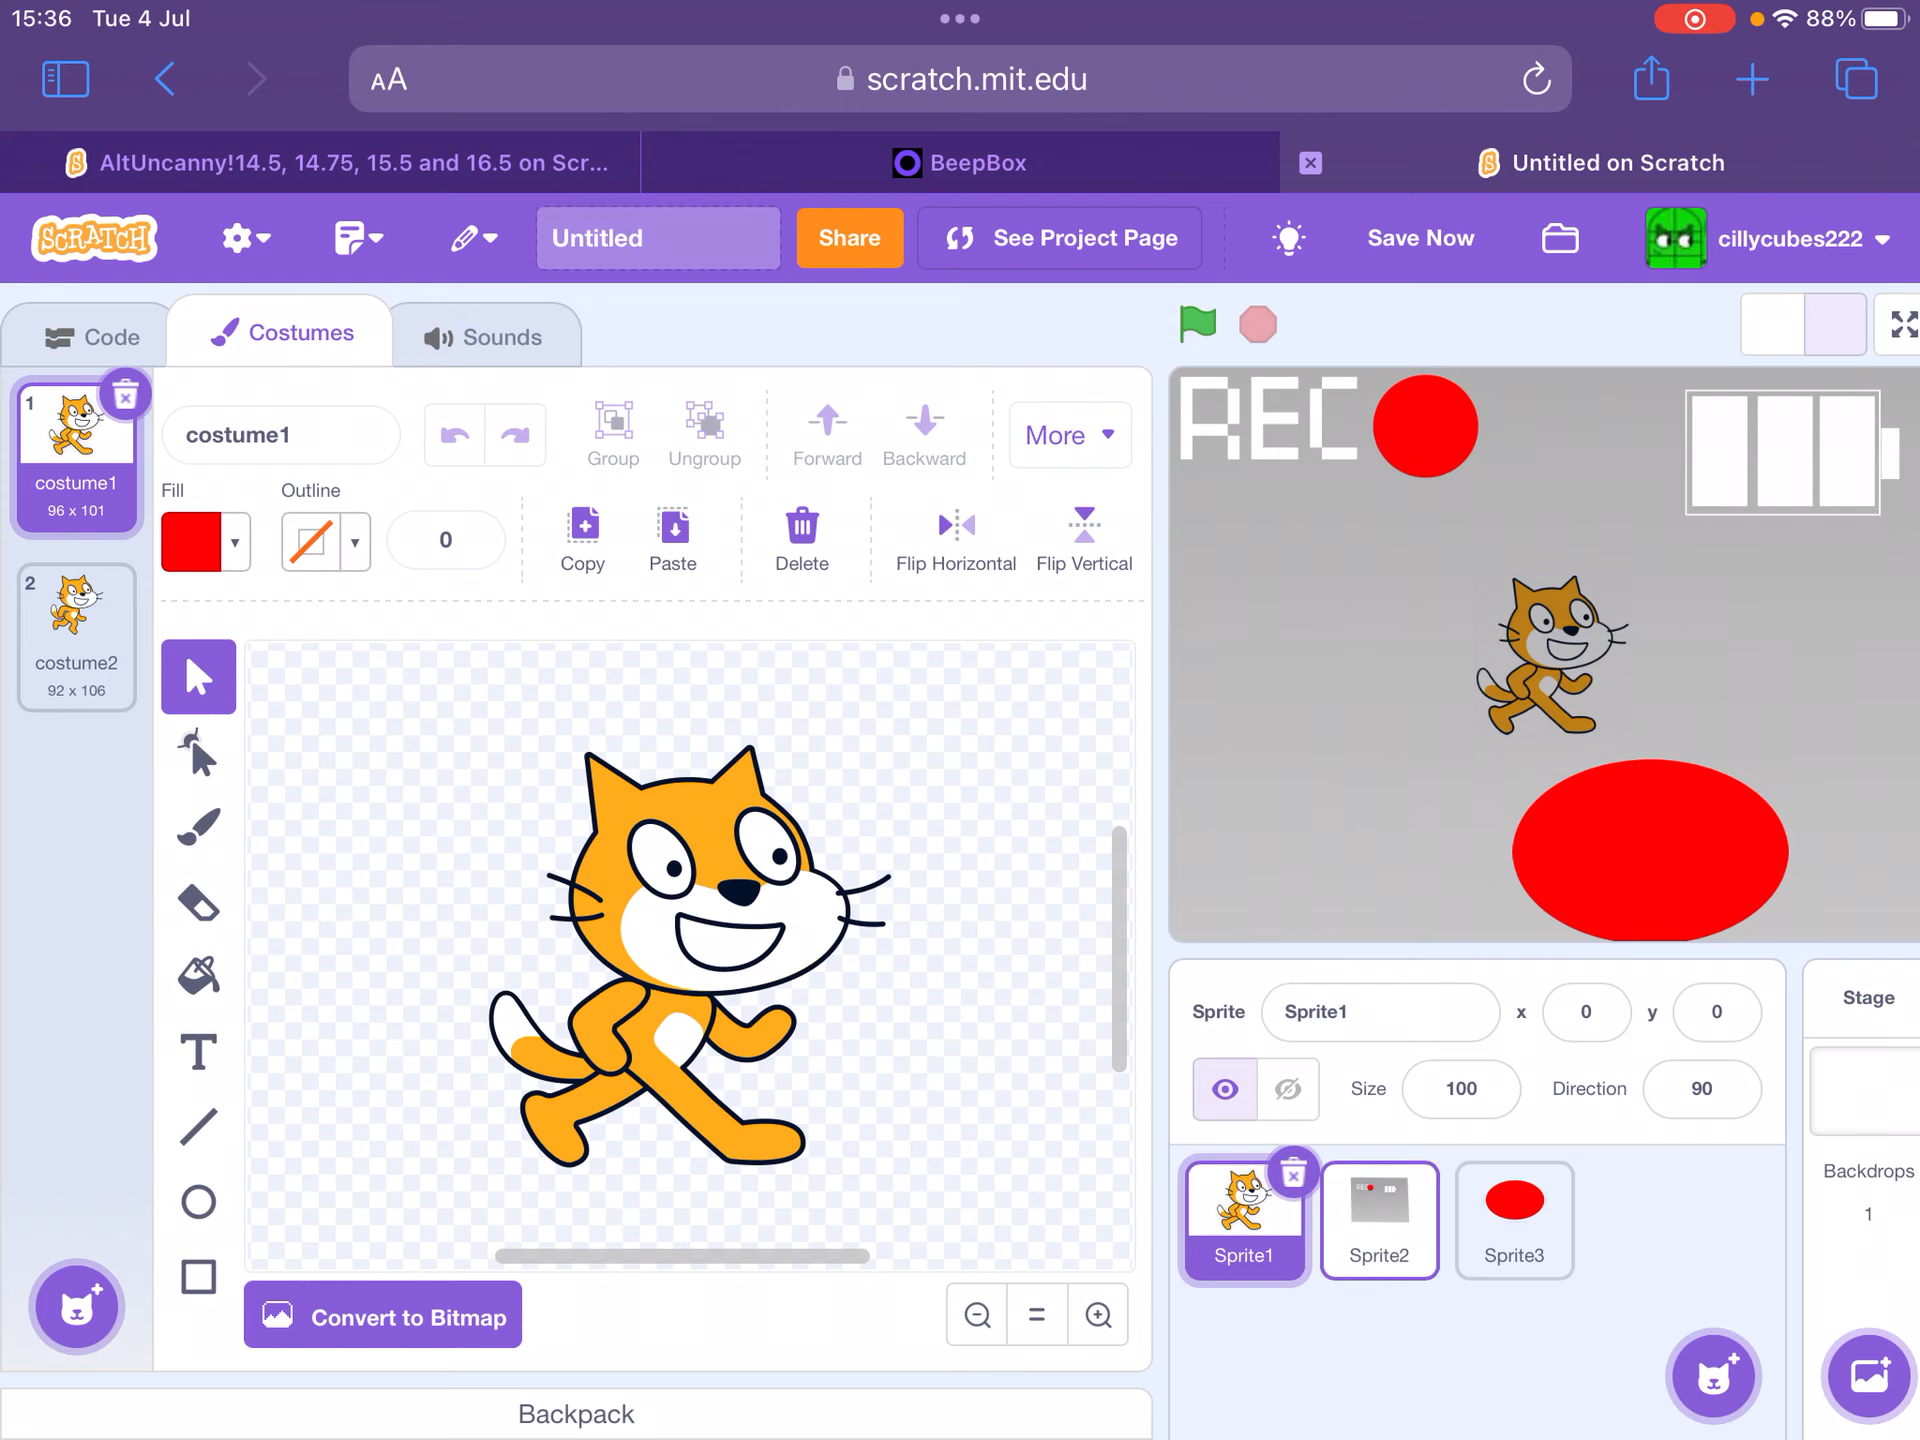 15:36 Tue 4 Jul
88%
AA
scratch.mit.edu
AltUncanny!14.5, 14.75, 15.5 and 16.5 on Scr...
BeepBox
Untitled on Scratch
SCRATCH
Untitled
Share
See Project Page
Save Now
cillycubes222
Code
Costumes
Sounds
1
costume1
96 x 101
2
costume2
92 x 106
costume1
Group
Ungroup
Forward
Backward
More
Fill
Outline
0
Copy
Paste
Delete
Flip Horizontal
Flip Vertical
T
Convert to Bitmap
=
Backpack
REC
Sprite
Sprite1
x
0
y
0
Size
100
Direction
90
Sprite1
REC
Sprite2
Sprite3
Stage
Backdrops
1